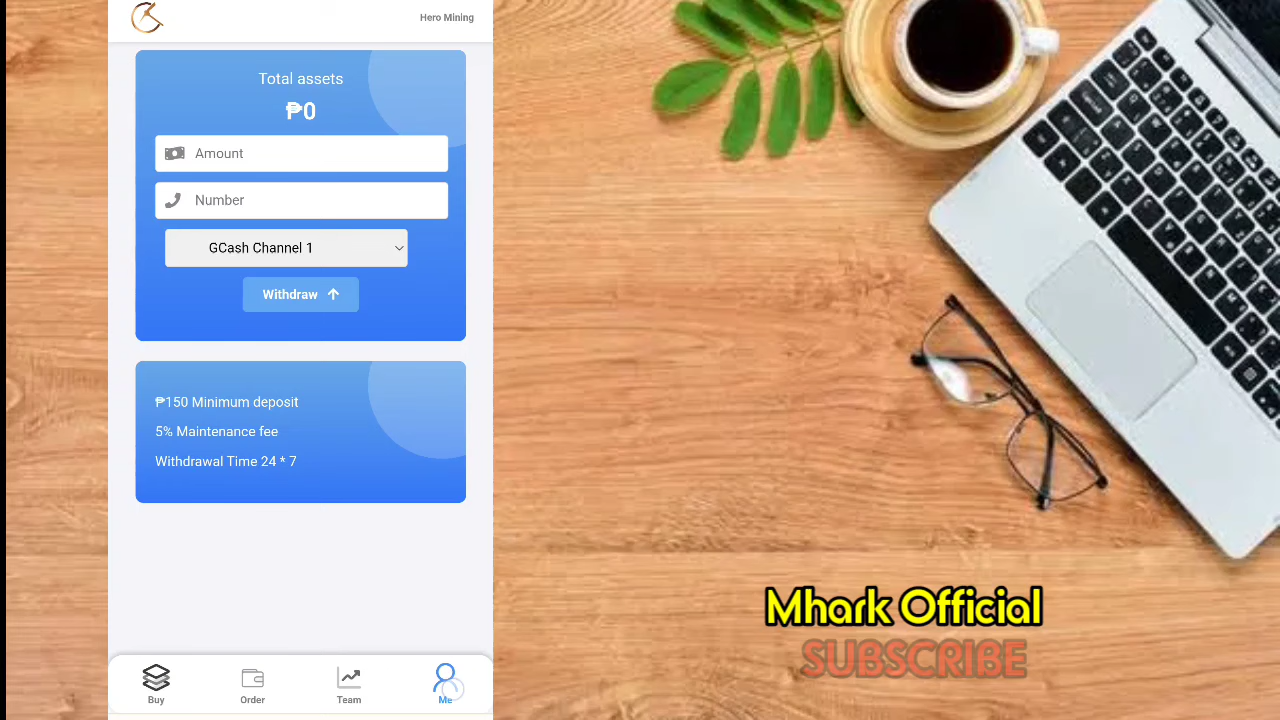 Hero Mining
Total assets
₱0
Amount
Number
GCash Channel 1
Withdraw
₱150 Minimum deposit
5% Maintenance fee
Withdrawal Time 24 * 7
Buy
Order
Team
Me
Mhark Official
SUBSCRIBE